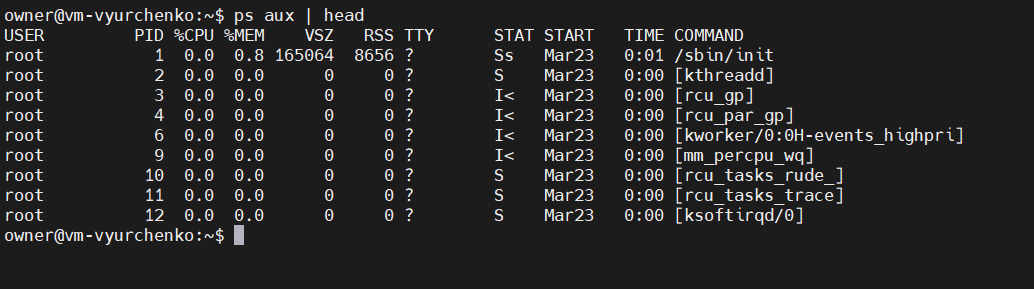 owner@vm-vyurchenko:~$ ps aux | head
USER         PID %CPU %MEM    VSZ   RSS TTY      STAT START   TIME COMMAND
root           1  0.0  0.8 165064  8656 ?        Ss   Mar23   0:01 /sbin/init
root           2  0.0  0.0      0     0 ?        S    Mar23   0:00 [kthreadd]
root           3  0.0  0.0      0     0 ?        I<   Mar23   0:00 [rcu_gp]
root           4  0.0  0.0      0     0 ?        I<   Mar23   0:00 [rcu_par_gp]
root           6  0.0  0.0      0     0 ?        I<   Mar23   0:00 [kworker/0:0H-events_highpri]
root           9  0.0  0.0      0     0 ?        I<   Mar23   0:00 [mm_percpu_wq]
root          10  0.0  0.0      0     0 ?        S    Mar23   0:00 [rcu_tasks_rude_]
root          11  0.0  0.0      0     0 ?        S    Mar23   0:00 [rcu_tasks_trace]
root          12  0.0  0.0      0     0 ?        S    Mar23   0:00 [ksoftirqd/0]
owner@vm-vyurchenko:~$